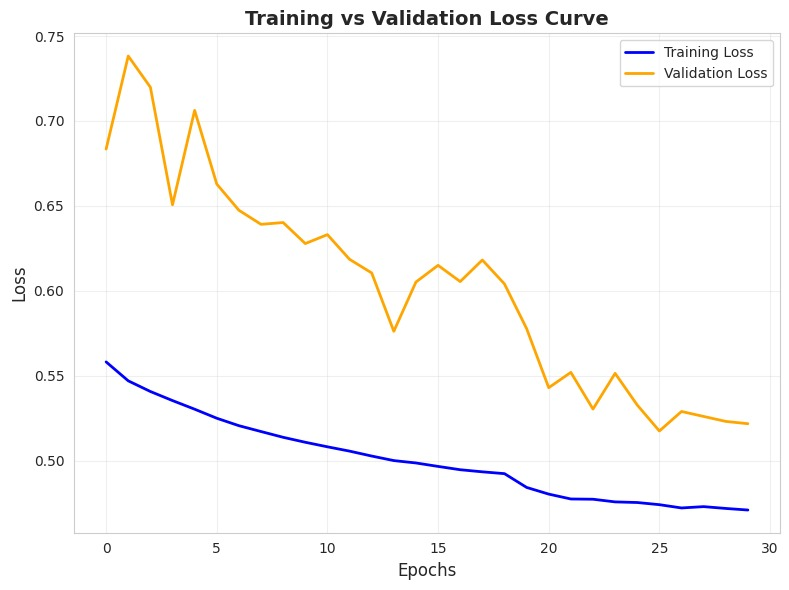 Training vs Validation Loss Curve
Training Loss
Validation Loss
0.75
0.70
0.65
0.60
0.55
0.50
Loss
0 5 10 15 20 25 30
Epochs